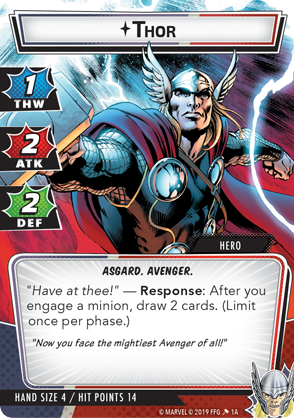 Thor
1
THW
2
ATK
2
DEF
HERO
ASGARD. AVENGER.
"Have at thee!" — Response: After you
engage a minion, draw 2 cards. (Limit
once per phase.)
"Now you face the mightiest Avenger of all!"
HAND SIZE 4 / HIT POINTS 14
© MARVEL © 2019 FFG 1A